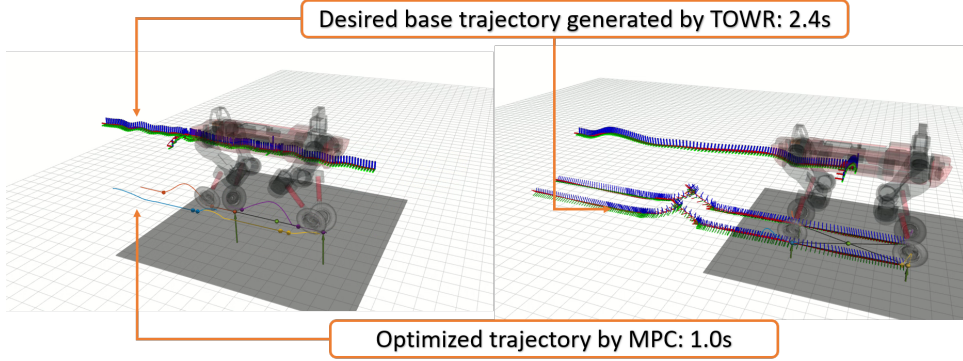 Desired base trajectory generated by TOWR: 2.4s
Optimized trajectory by MPC: 1.0s